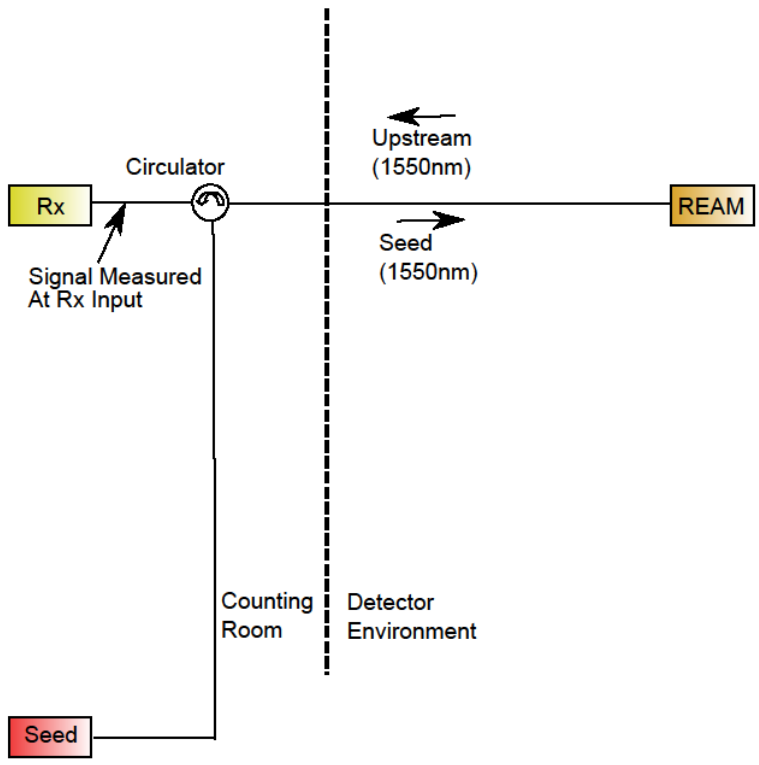 Upstream
(1550nm)
Circulator
Rx
REAM
Seed
(1550nm)
Signal Measured
At Rx Input
Counting
Room
Detector
Environment
Seed